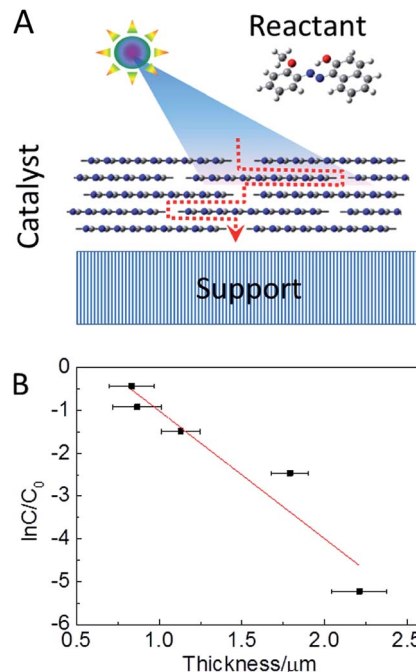 A
Reactant
Catalyst
Support
B
lnC/C₀
0
-1
-2
-3
-4
-5
-6
0.5 1.0 1.5 2.0 2.5
Thickness/μm